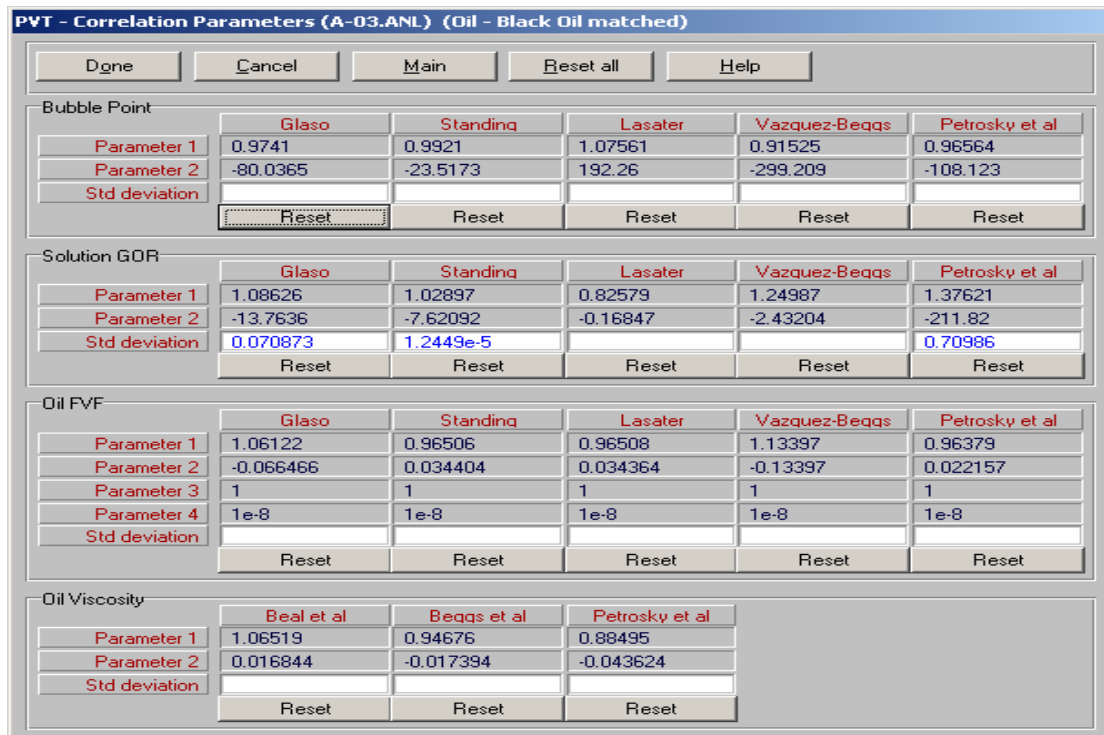 PVT - Correlation Parameters (A-03.ANL) (Oil - Black Oil matched)
Done Cancel Main Reset all Help
Bubble Point
Glaso Standing Lasater Vazquez-Beggs Petrosky et al
Parameter 1 0.9741 0.9921 1.07561 0.91525 0.96564
Parameter 2 -80.0365 -23.5173 192.26 -299.209 -108.123
Std deviation
Reset Reset Reset Reset Reset
Solution GOR
Glaso Standing Lasater Vazquez-Beggs Petrosky et al
Parameter 1 1.08626 1.02897 0.82579 1.24987 1.37621
Parameter 2 -13.7636 -7.62092 -0.16847 -2.43204 -211.82
Std deviation 0.070873 1.2449e-5 0.70986
Reset Reset Reset Reset Reset
Oil FVF
Glaso Standing Lasater Vazquez-Beggs Petrosky et al
Parameter 1 1.06122 0.96506 0.96508 1.13397 0.96379
Parameter 2 -0.066466 0.034404 0.034364 -0.13397 0.022157
Parameter 3 1 1 1 1 1
Parameter 4 1e-8 1e-8 1e-8 1e-8 1e-8
Std deviation
Reset Reset Reset Reset Reset
Oil Viscosity
Beal et al Beggs et al Petrosky et al
Parameter 1 1.06519 0.94676 0.88495
Parameter 2 0.016844 -0.017394 -0.043624
Std deviation
Reset Reset Reset